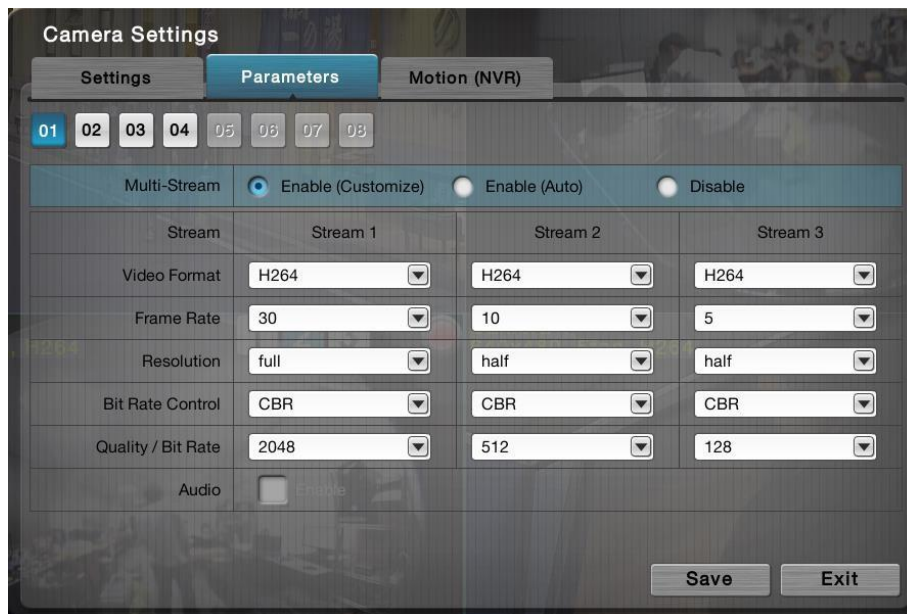 Camera Settings
Settings Parameters Motion (NVR)
01 02 03 04 05 06 07 08
Multi-Stream Enable (Customize) Enable (Auto) Disable
Stream Stream 1 Stream 2 Stream 3
Video Format H264 H264 H264
Frame Rate 30 10 5
Resolution full half half
Bit Rate Control CBR CBR CBR
Quality / Bit Rate 2048 512 128
Audio Enable
Save Exit